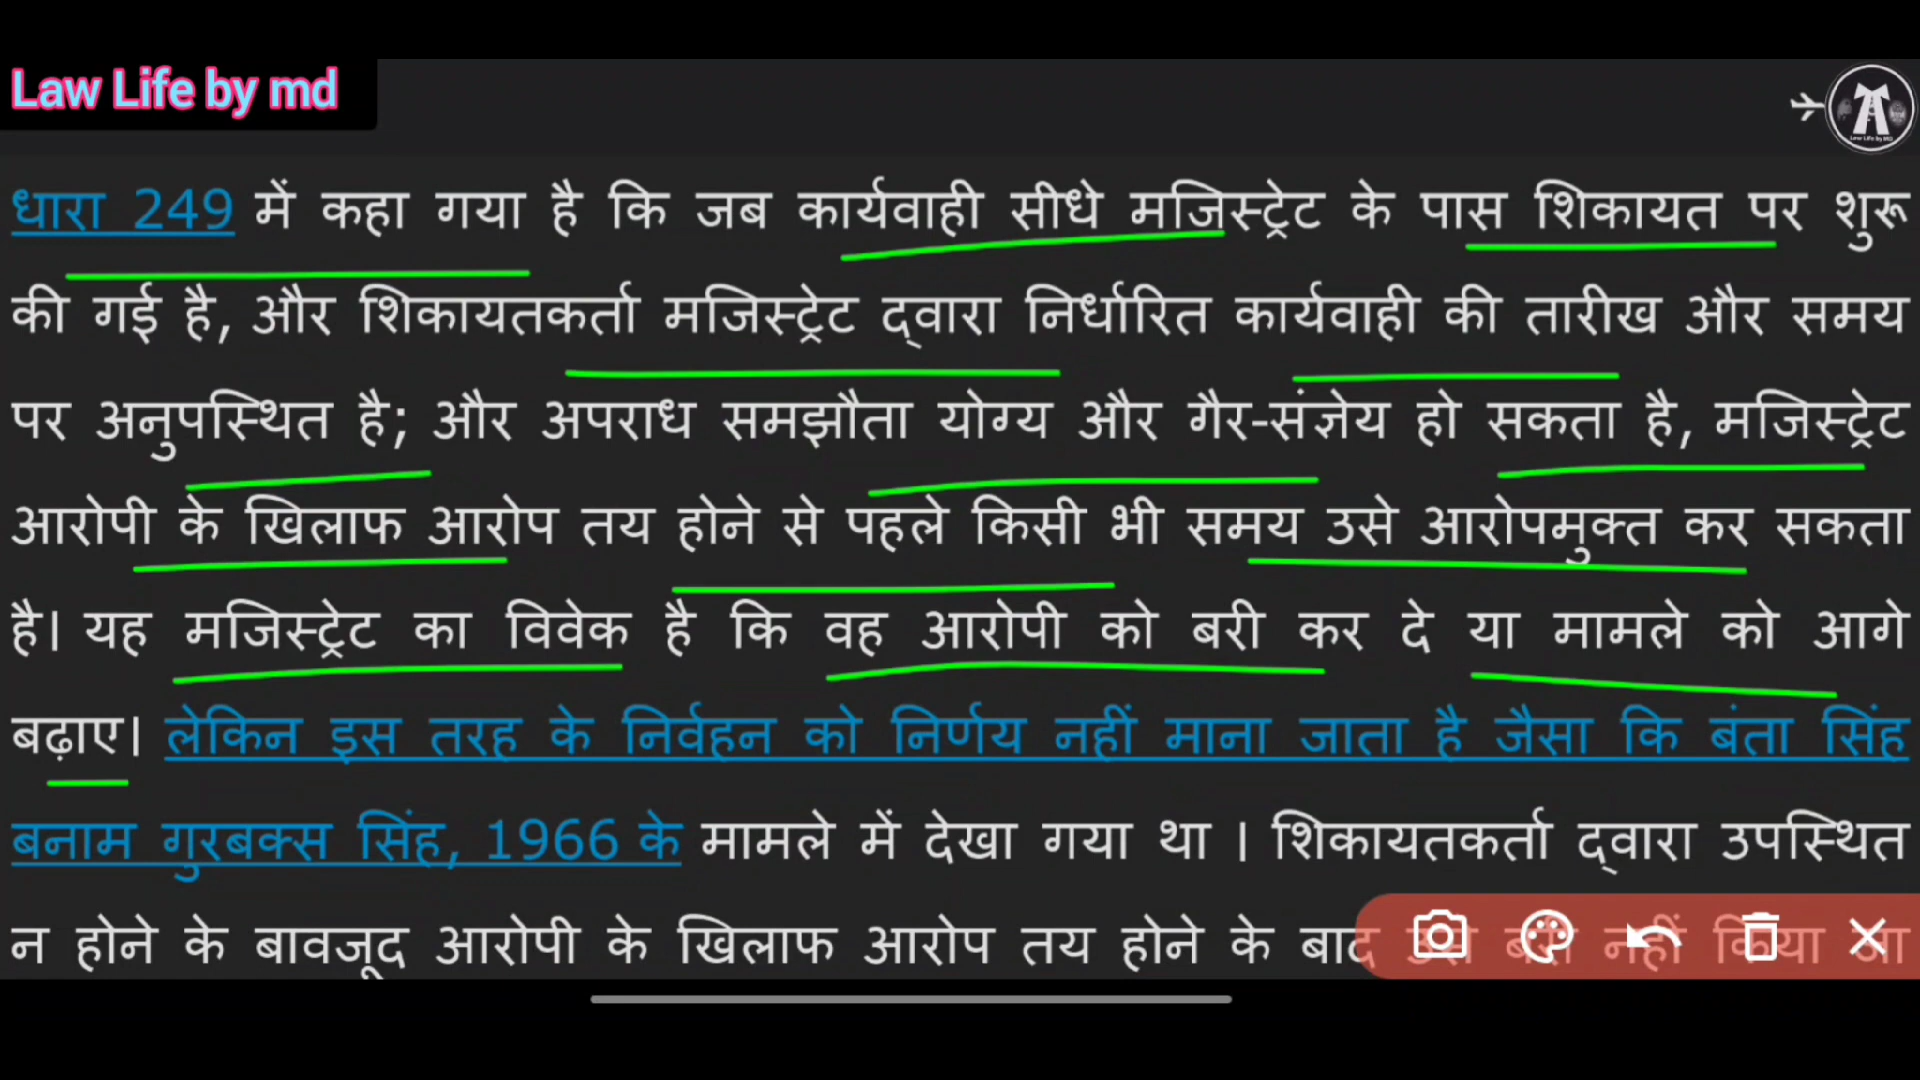 Law Life by md
धारा 249 में कहा गया है कि जब कार्यवाही सीधे मजिस्ट्रेट के पास शिकायत पर शुरू
की गई है, और शिकायतकर्ता मजिस्ट्रेट द्वारा निर्धारित कार्यवाही की तारीख और समय
पर अनुपस्थित है; और अपराध समझौता योग्य और गैर-संज्ञेय हो सकता है, मजिस्ट्रेट
आरोपी के खिलाफ आरोप तय होने से पहले किसी भी समय उसे आरोपमुक्त कर सकता
है। यह मजिस्ट्रेट का विवेक है कि वह आरोपी को बरी कर दे या मामले को आगे
बढ़ाए। लेकिन इस तरह के निर्वहन को निर्णय नहीं माना जाता है जैसा कि बंता सिंह
बनाम गुरबक्स सिंह, 1966 के मामले में देखा गया था । शिकायतकर्ता द्वारा उपस्थित
न होने के बावजूद आरोपी के खिलाफ आरोप तय होने के बाद उसे बरी नहीं किया जा